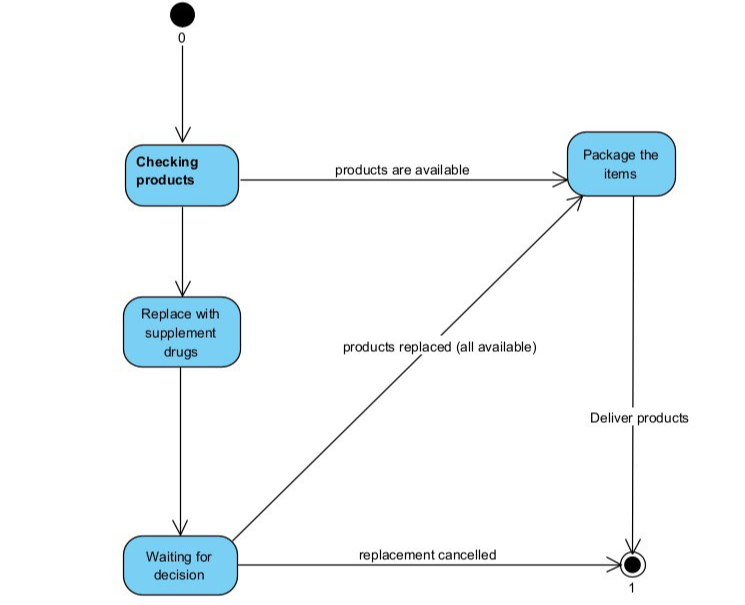 0
Checking
products
products are available
Package the
items
Replace with
supplement
drugs
products replaced (all available)
Deliver products
Waiting for
decision
replacement cancelled
1